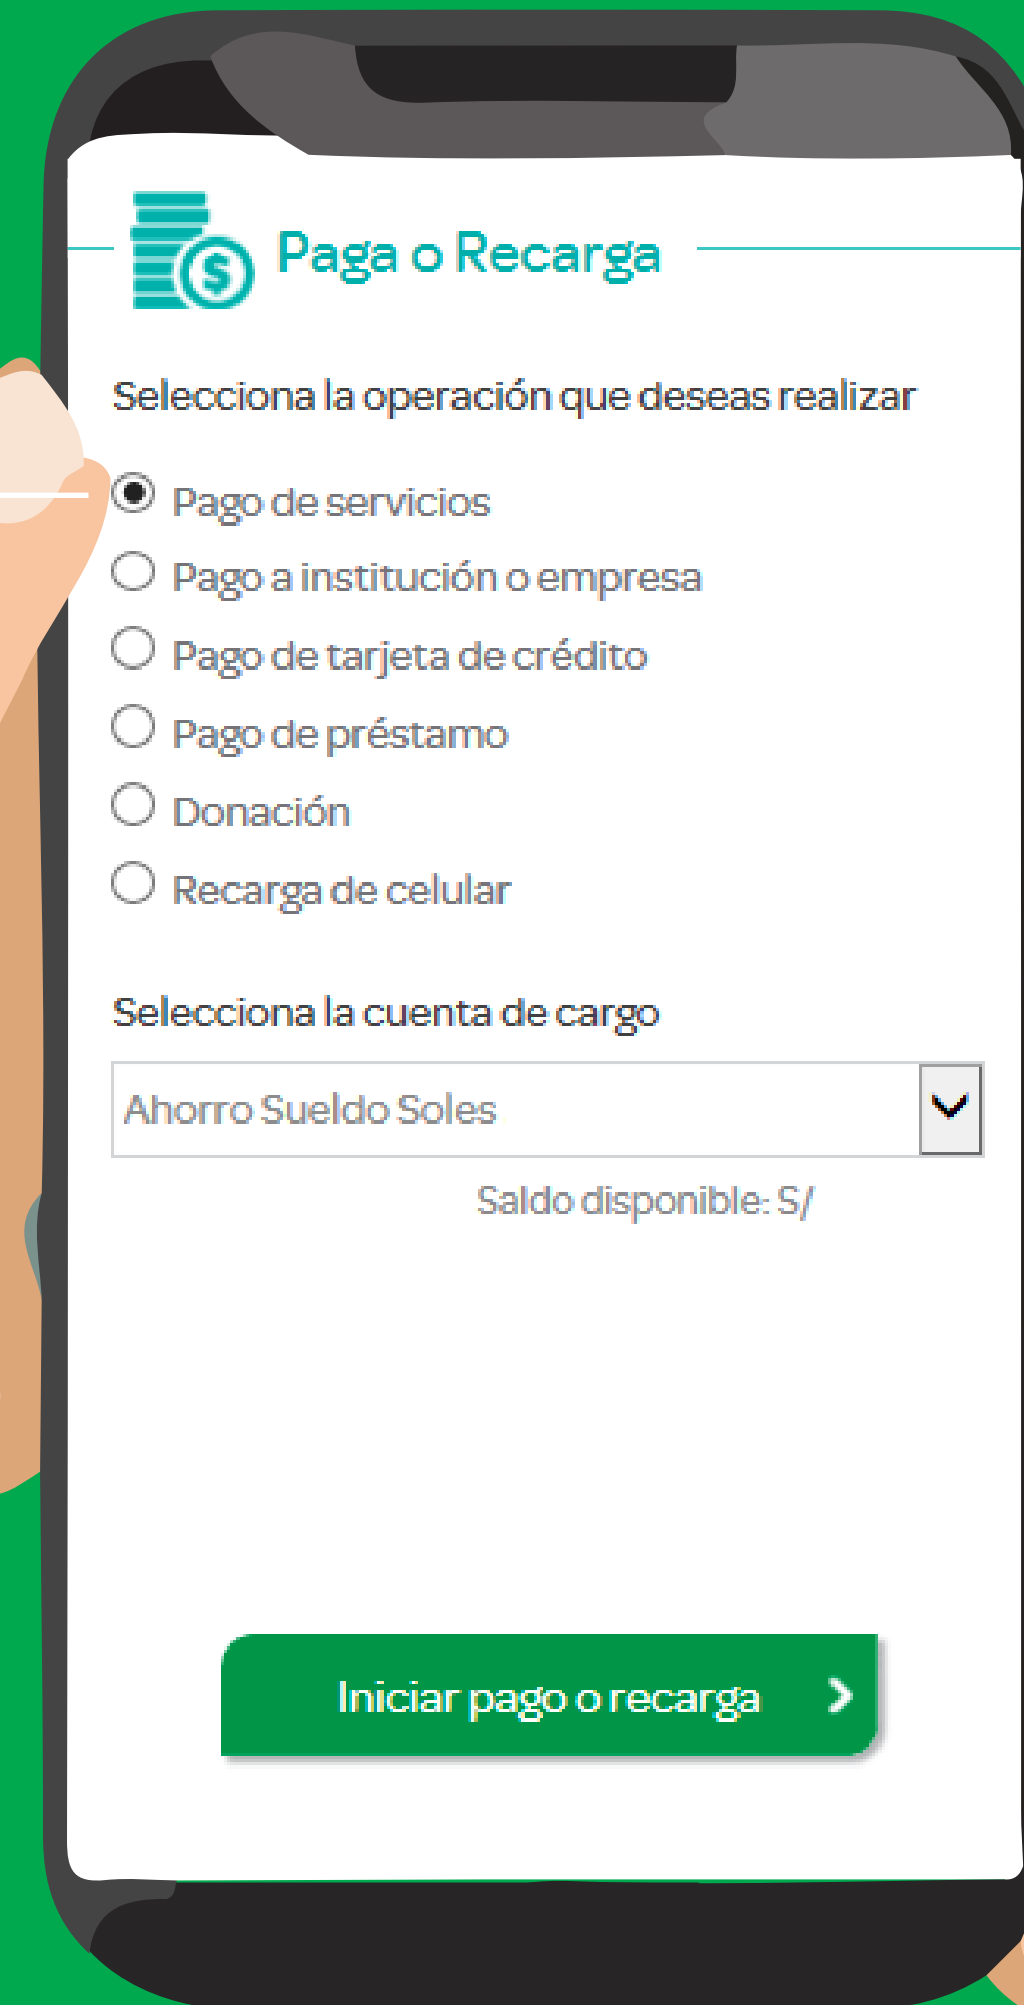 Paga o Recarga
Selecciona la operación que deseas realizar
Pago de servicios
Pago a institución o empresa
Pago de tarjeta de crédito
Pago de préstamo
Donación
Recarga de celular
Selecciona la cuenta de cargo
Ahorro Sueldo Soles
Saldo disponible: S/
Iniciar pago o recarga